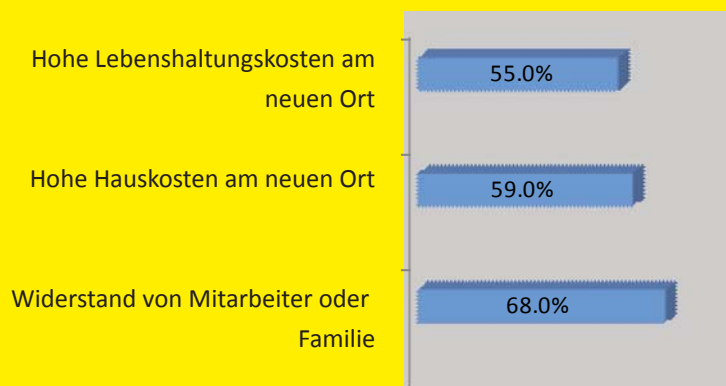 Hohe Lebenshaltungskosten am
neuen Ort
55.0%
Hohe Hauskosten am neuen Ort
59.0%
Widerstand von Mitarbeiter oder
Familie
68.0%